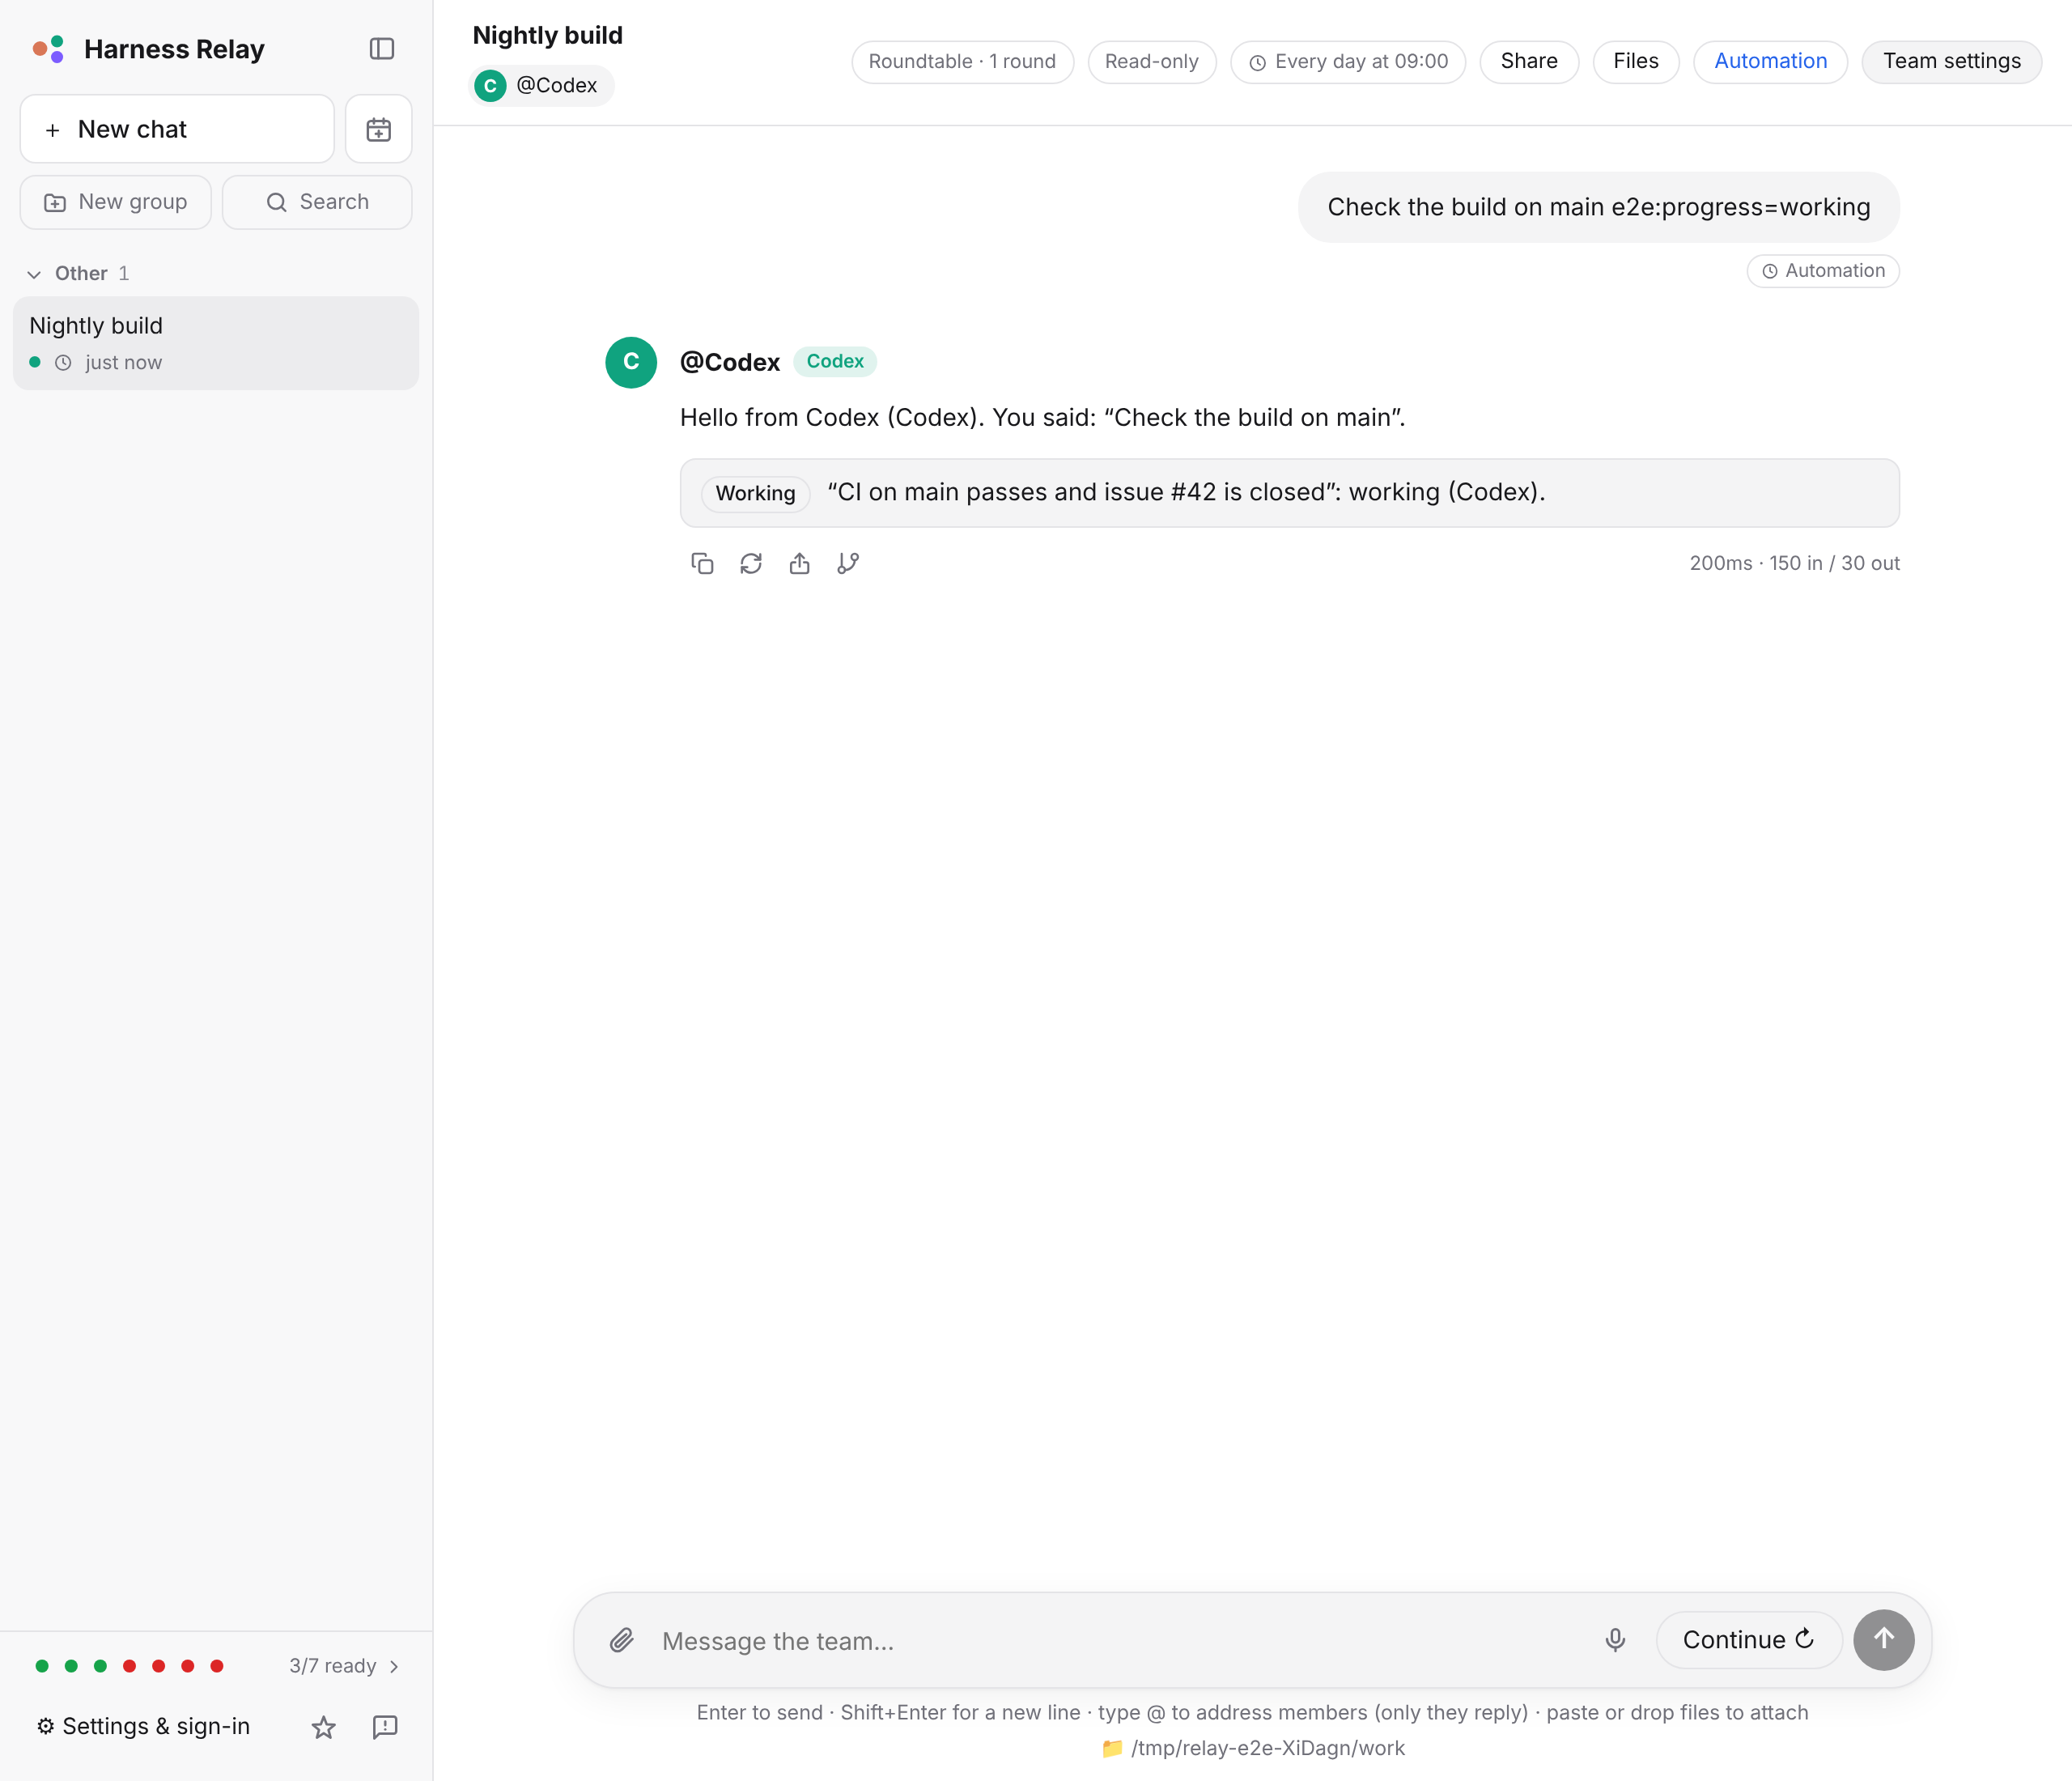 Harness Relay
+ New chat
New group
Search
Other 1
Nightly build
just now
3/7 ready
Settings & sign-in
Nightly build
C @Codex
Roundtable · 1 round
Read-only
Every day at 09:00
Share
Files
Automation
Team settings
Check the build on main e2e:progress=working
Automation
C @Codex Codex
Hello from Codex (Codex). You said: “Check the build on main”.
Working “CI on main passes and issue #42 is closed”: working (Codex).
200ms · 150 in / 30 out
Message the team...
Continue
Enter to send · Shift+Enter for a new line · type @ to address members (only they reply) · paste or drop files to attach
/tmp/relay-e2e-XiDagn/work